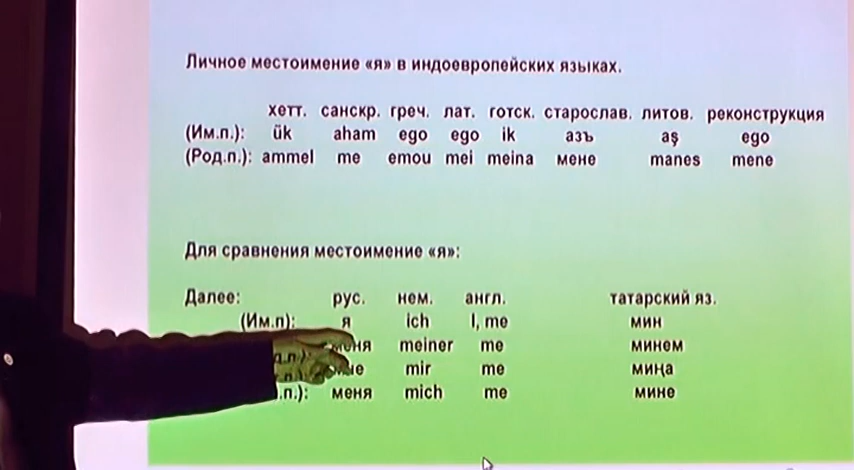 Личное местоимение «я» в индоевропейских языках.
хетт. санскр. греч. лат. готск. старослав. литов. реконструкция
(Им.п.): ük aham ego ego ik азъ aş ego
(Род.п.): ammel me emou mei meina мене manes mene
Для сравнения местоимение «я»:
Далее: рус. нем. англ. татарский яз.
(Им.п): я ich I, me мин
meiner me минем
mir me миңа
меня mich me мине